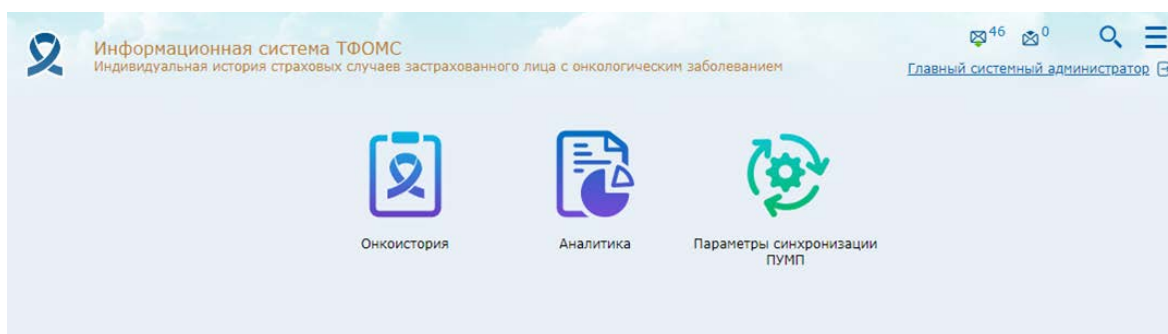 Информационная система ТФОМС
Индивидуальная история страховых случаев застрахованного лица с онкологическим заболеванием
46 0
Главный системный администратор
Онкоистория
Аналитика
Параметры синхронизации
ПУМП